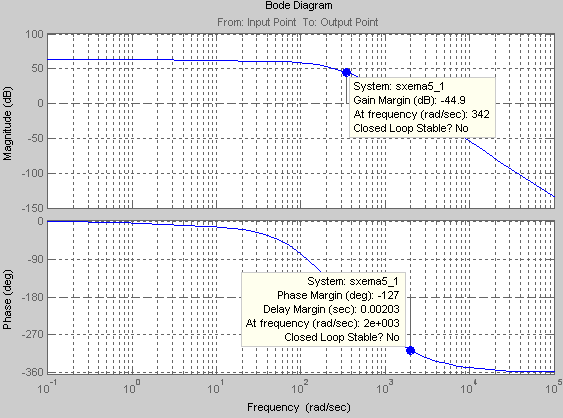 Bode Diagram
From: Input Point  To: Output Point
Magnitude (dB)
100
50
0
-50
-100
-150
System: sxema5_1
Gain Margin (dB): -44.9
At frequency (rad/sec): 342
Closed Loop Stable? No
Phase (deg)
0
-90
-180
-270
-360
System: sxema5_1
Phase Margin (deg): -127
Delay Margin (sec): 0.00203
At frequency (rad/sec): 2e+003
Closed Loop Stable? No
10^-1 10^0 10^1 10^2 10^3 10^4 10^5
Frequency (rad/sec)